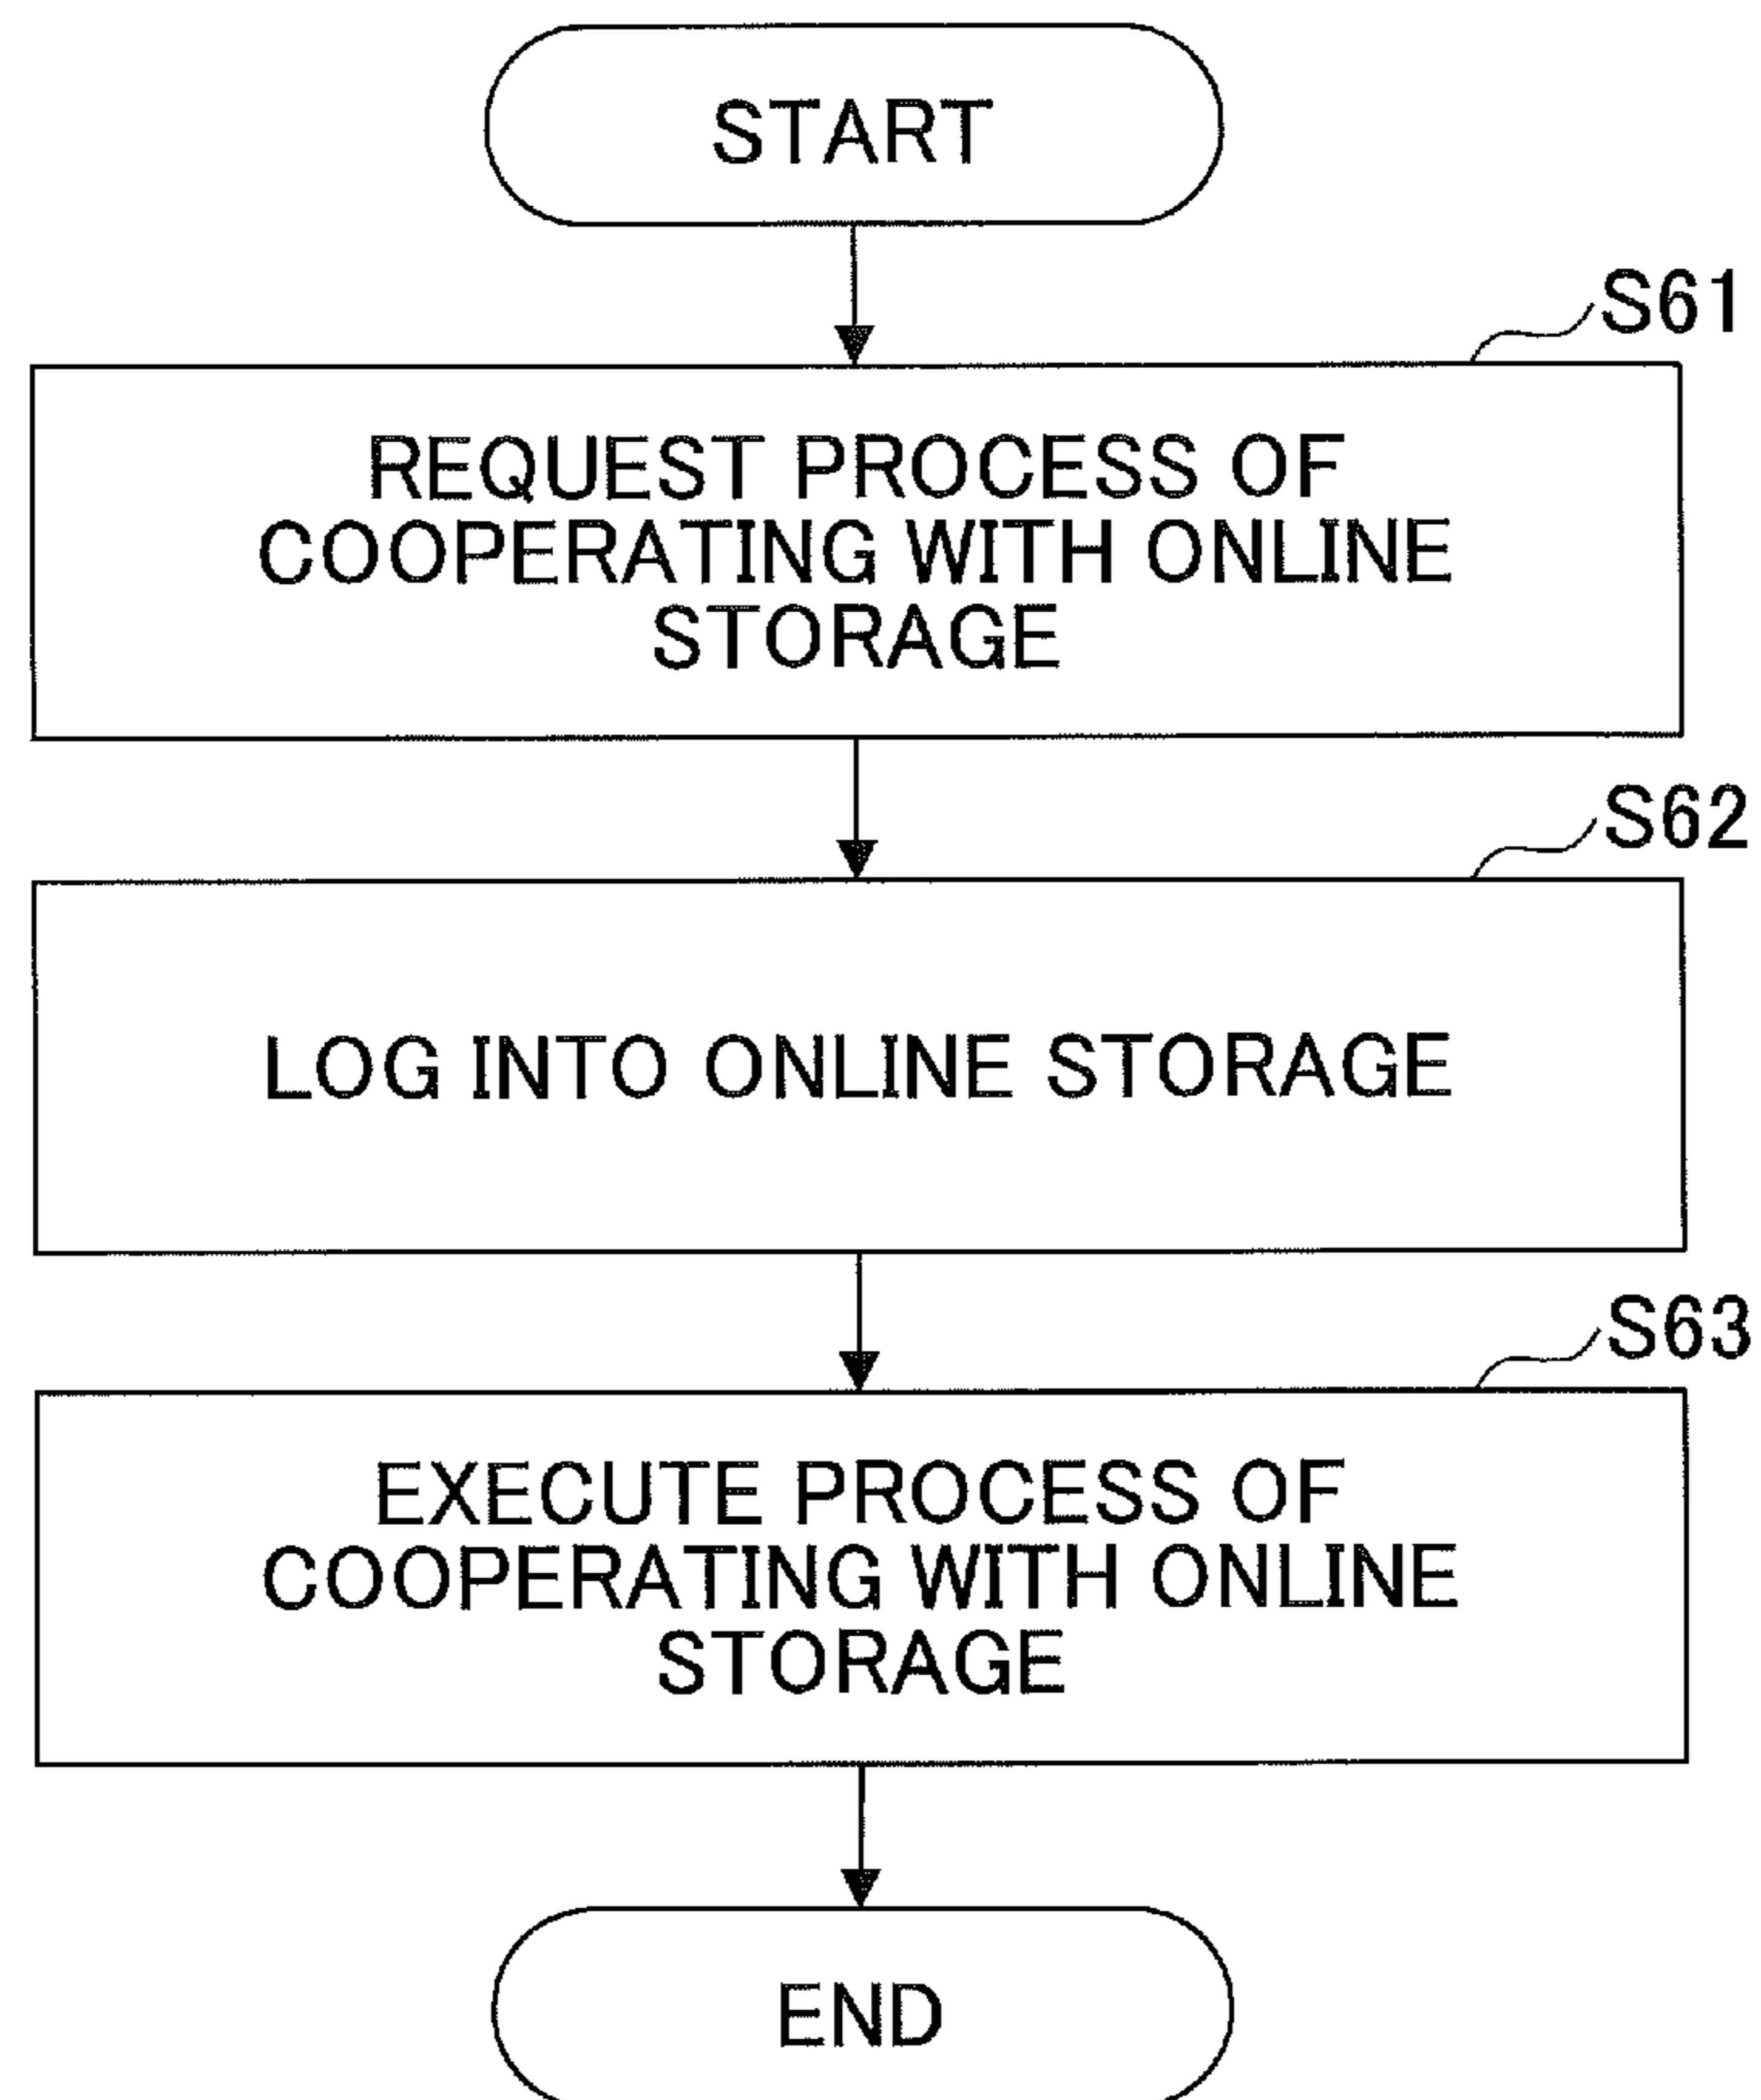 START
S61
REQUEST PROCESS OF
COOPERATING WITH ONLINE
STORAGE
S62
LOG INTO ONLINE STORAGE
S63
EXECUTE PROCESS OF
COOPERATING WITH ONLINE
STORAGE
END